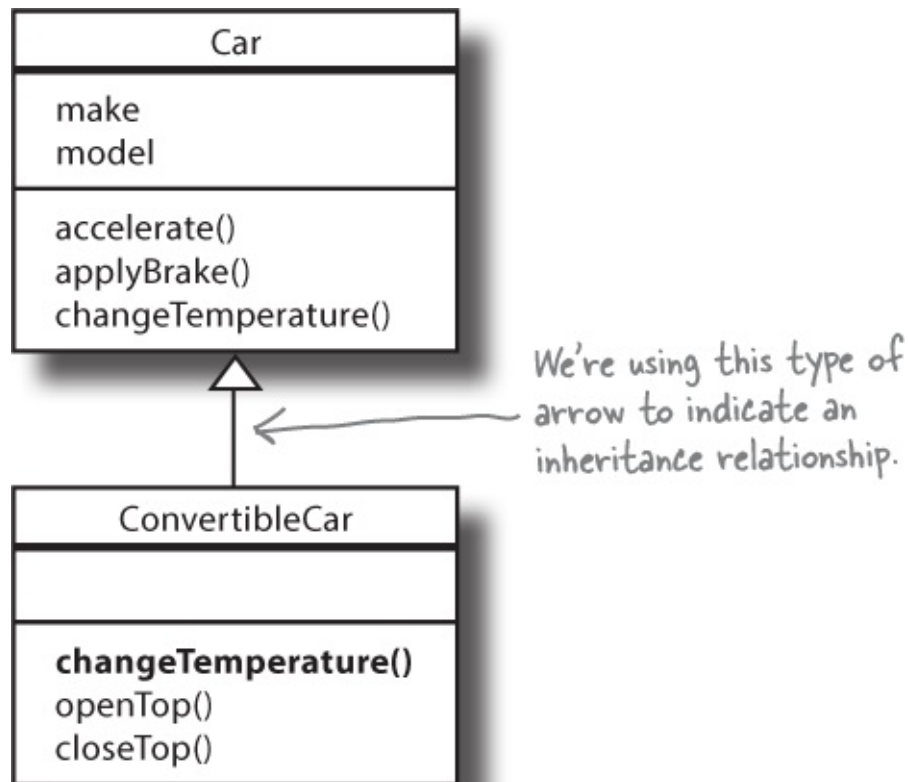 Car
make
model
accelerate()
applyBrake()
changeTemperature()
We're using this type of
arrow to indicate an
inheritance relationship.
ConvertibleCar
changeTemperature()
openTop()
closeTop()